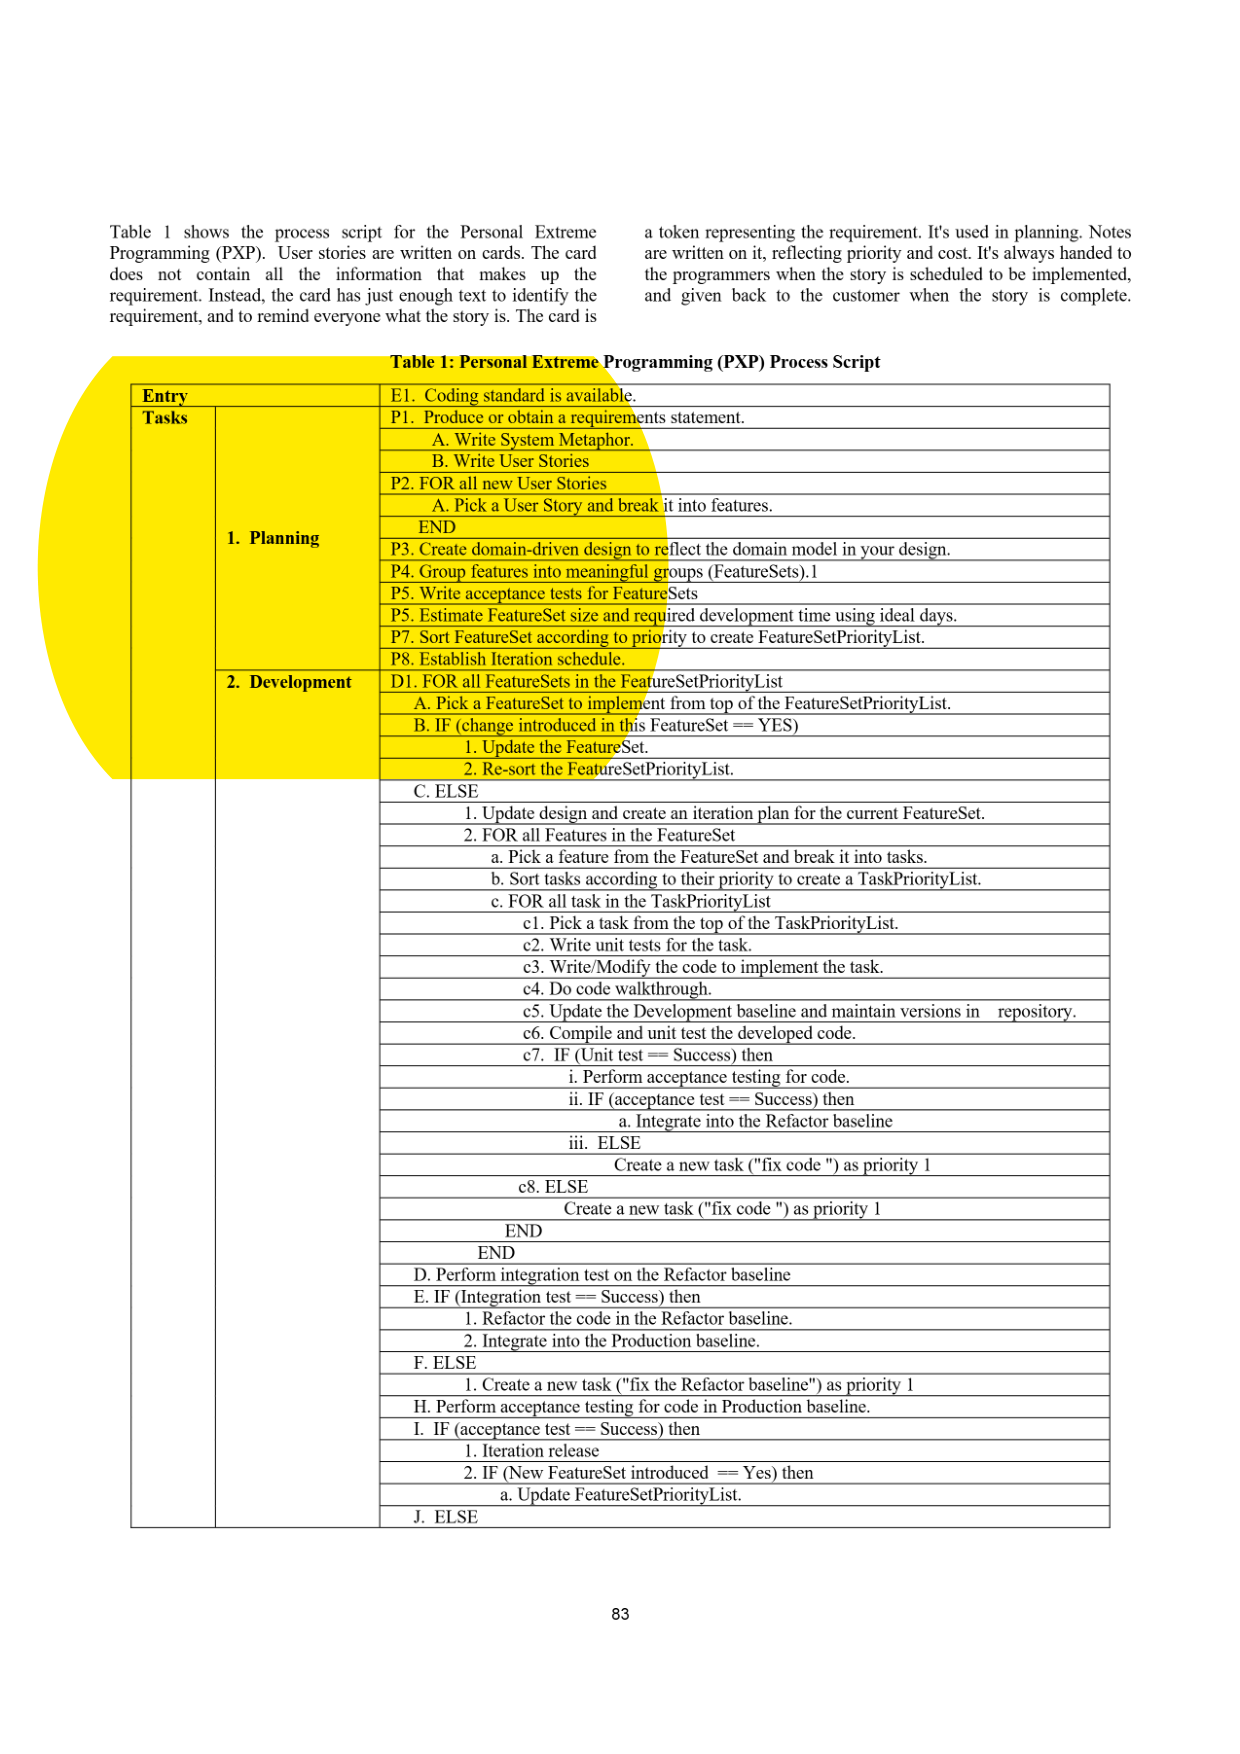 Table 1 shows the process script for the Personal Extreme
Programming (PXP). User stories are written on cards. The card
does not contain all the information that makes up the
requirement. Instead, the card has just enough text to identify the
requirement, and to remind everyone what the story is. The card is
a token representing the requirement. It's used in planning. Notes
are written on it, reflecting priority and cost. It's always handed to
the programmers when the story is scheduled to be implemented,
and given back to the customer when the story is complete.
Table 1: Personal Extreme Programming (PXP) Process Script
Entry E1. Coding standard is available.
Tasks P1. Produce or obtain a requirements statement.
A. Write System Metaphor.
B. Write User Stories
P2. FOR all new User Stories
A. Pick a User Story and break it into features.
END
1. Planning
P3. Create domain-driven design to reflect the domain model in your design.
P4. Group features into meaningful groups (FeatureSets).1
P5. Write acceptance tests for FeatureSets
P5. Estimate FeatureSet size and required development time using ideal days.
P7. Sort FeatureSet according to priority to create FeatureSetPriorityList.
P8. Establish Iteration schedule.
2. Development D1. FOR all FeatureSets in the FeatureSetPriorityList
A. Pick a FeatureSet to implement from top of the FeatureSetPriorityList.
B. IF (change introduced in this FeatureSet == YES)
1. Update the FeatureSet.
2. Re-sort the FeatureSetPriorityList.
C. ELSE
1. Update design and create an iteration plan for the current FeatureSet.
2. FOR all Features in the FeatureSet
a. Pick a feature from the FeatureSet and break it into tasks.
b. Sort tasks according to their priority to create a TaskPriorityList.
c. FOR all task in the TaskPriorityList
c1. Pick a task from the top of the TaskPriorityList.
c2. Write unit tests for the task.
c3. Write/Modify the code to implement the task.
c4. Do code walkthrough.
c5. Update the Development baseline and maintain versions in repository.
c6. Compile and unit test the developed code.
c7. IF (Unit test == Success) then
i. Perform acceptance testing for code.
ii. IF (acceptance test == Success) then
a. Integrate into the Refactor baseline
iii. ELSE
Create a new task ("fix code ") as priority 1
c8. ELSE
Create a new task ("fix code ") as priority 1
END
END
D. Perform integration test on the Refactor baseline
E. IF (Integration test == Success) then
1. Refactor the code in the Refactor baseline.
2. Integrate into the Production baseline.
F. ELSE
1. Create a new task ("fix the Refactor baseline") as priority 1
H. Perform acceptance testing for code in Production baseline.
I. IF (acceptance test == Success) then
1. Iteration release
2. IF (New FeatureSet introduced == Yes) then
a. Update FeatureSetPriorityList.
J. ELSE
83